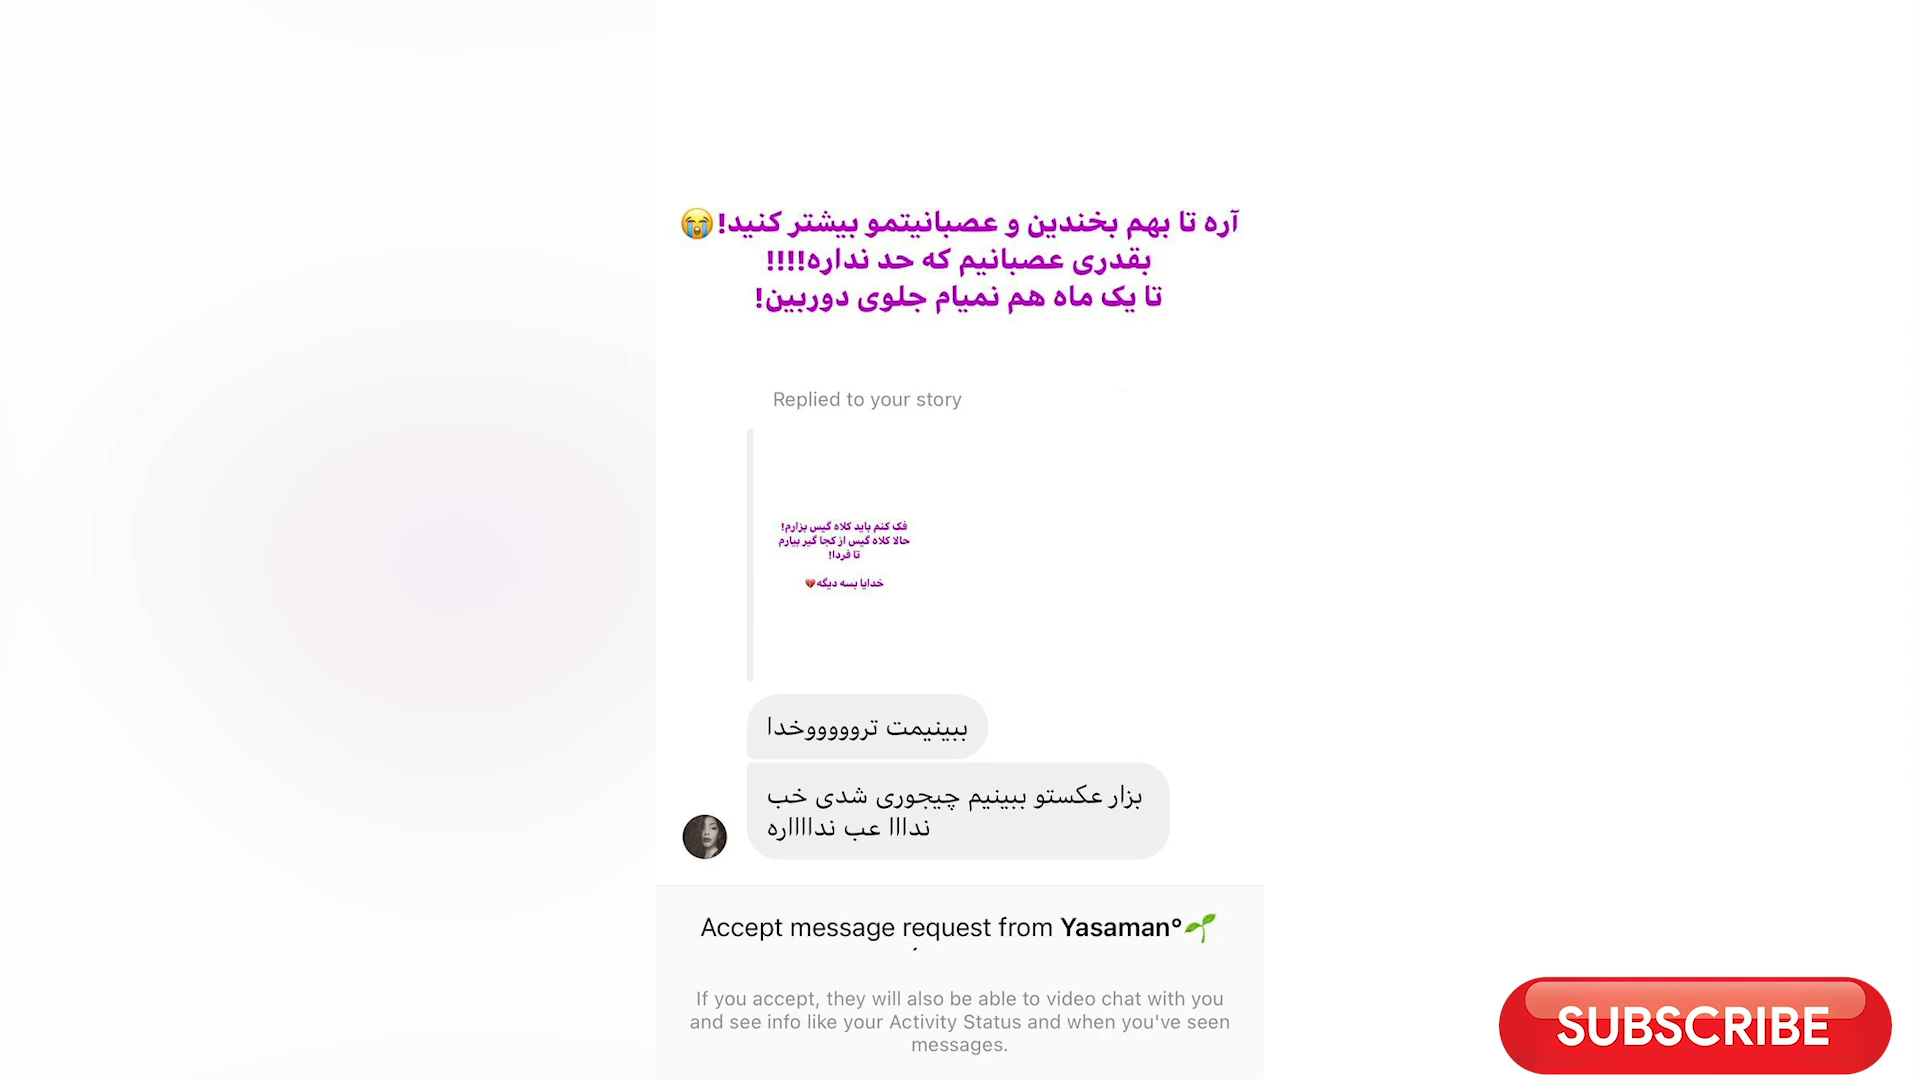 آره تا بهم بخندین و عصبانیتمو بیشتر کنید!😭
بقدری عصبانیم که حد نداره!!!!
تا یک ماه هم نمیام جلوی دوربین!
Replied to your story
فک کنم باید کلاه گیس بزارم!
حالا کلاه گیس از کجا گیر بیارم
تا فردا!
خدایا بسه دیگه💔
ببینیمت ترووووووخدا
بزار عکستو ببینیم چیجوری شدی خب
نداااا عب نداااااره
Accept message request from Yasaman°🌱
If you accept, they will also be able to video chat with you
and see info like your Activity Status and when you've seen
messages.
SUBSCRIBE